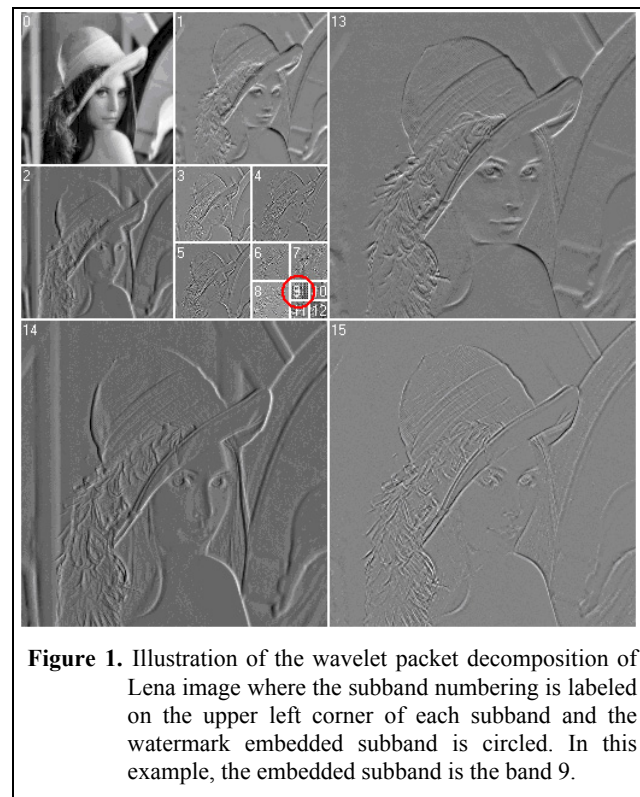 0 1 13
2 3 4
5 6 7
8 9 10
11 12
14 15
Figure 1. Illustration of the wavelet packet decomposition of
Lena image where the subband numbering is labeled
on the upper left corner of each subband and the
watermark embedded subband is circled. In this
example, the embedded subband is the band 9.